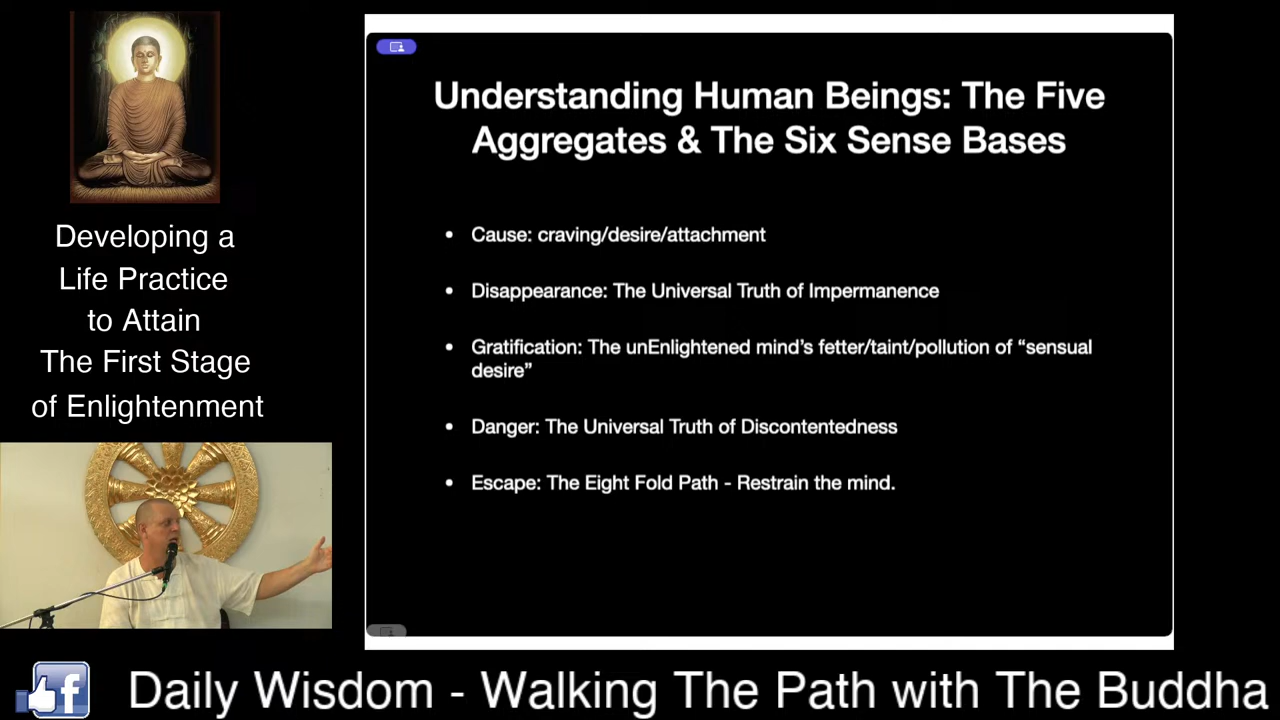 Developing a
Life Practice
to Attain
The First Stage
of Enlightenment
Understanding Human Beings: The Five
Aggregates & The Six Sense Bases
• Cause: craving/desire/attachment
• Disappearance: The Universal Truth of Impermanence
• Gratification: The unEnlightened mind’s fetter/taint/pollution of “sensual
desire”
• Danger: The Universal Truth of Discontentedness
• Escape: The Eight Fold Path - Restrain the mind.
f Daily Wisdom - Walking The Path with The Buddha